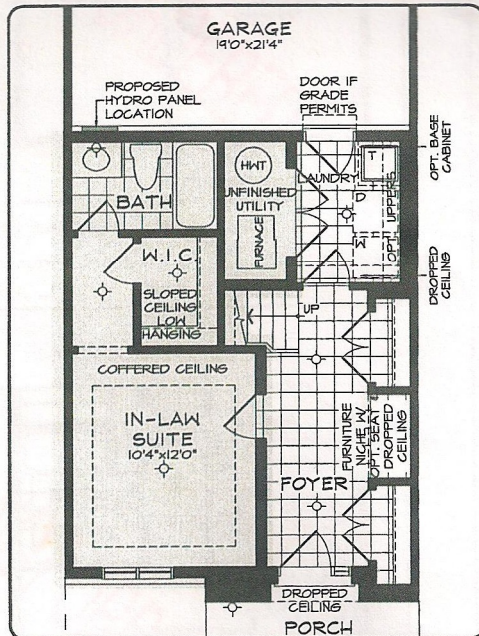 GARAGE
19'0"x21'4"
PROPOSED
HYDRO PANEL
LOCATION
DOOR IF
GRADE
PERMITS
OPT. BASE
CABINET
HWT
LAUNDRY
T
BATH
UNFINISHED
UTILITY
D
OPT. UPPERS
FURNACE
W
W.I.C.
SLOPED
CEILING
LOW
HANGING
DROPPED
CEILING
UP
COFFERED CEILING
IN-LAW
SUITE
10'4"x12'0"
FURNITURE
NICHE W/
OPT. SEAT
DROPPED
CEILING
FOYER
DROPPED
CEILING
PORCH